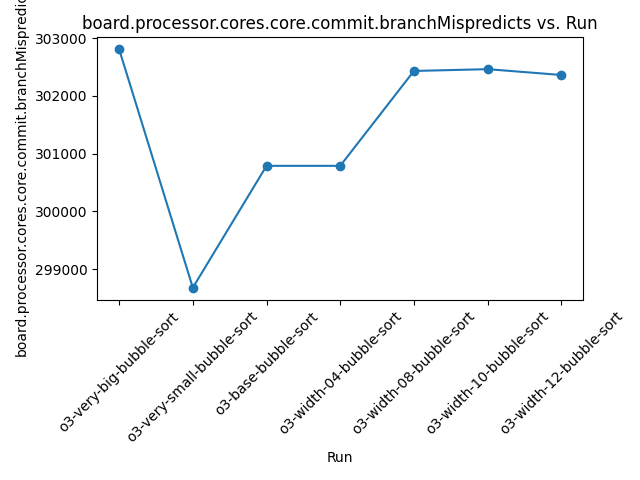 board.processor.cores.core.commit.branchMispredicts vs. Run
board.processor.cores.core.commit.branchMispredic
303000
302000
301000
300000
299000
o3-very-big-bubble-sort
o3-very-small-bubble-sort
o3-base-bubble-sort
o3-width-04-bubble-sort
o3-width-08-bubble-sort
o3-width-10-bubble-sort
o3-width-12-bubble-sort
Run